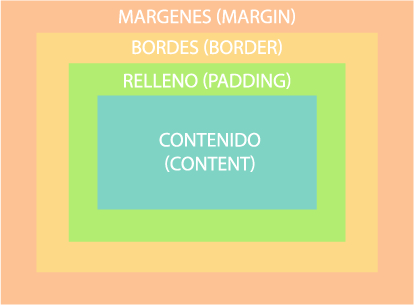 MARGENES (MARGIN)
BORDES (BORDER)
RELLENO (PADDING)
CONTENIDO
(CONTENT)